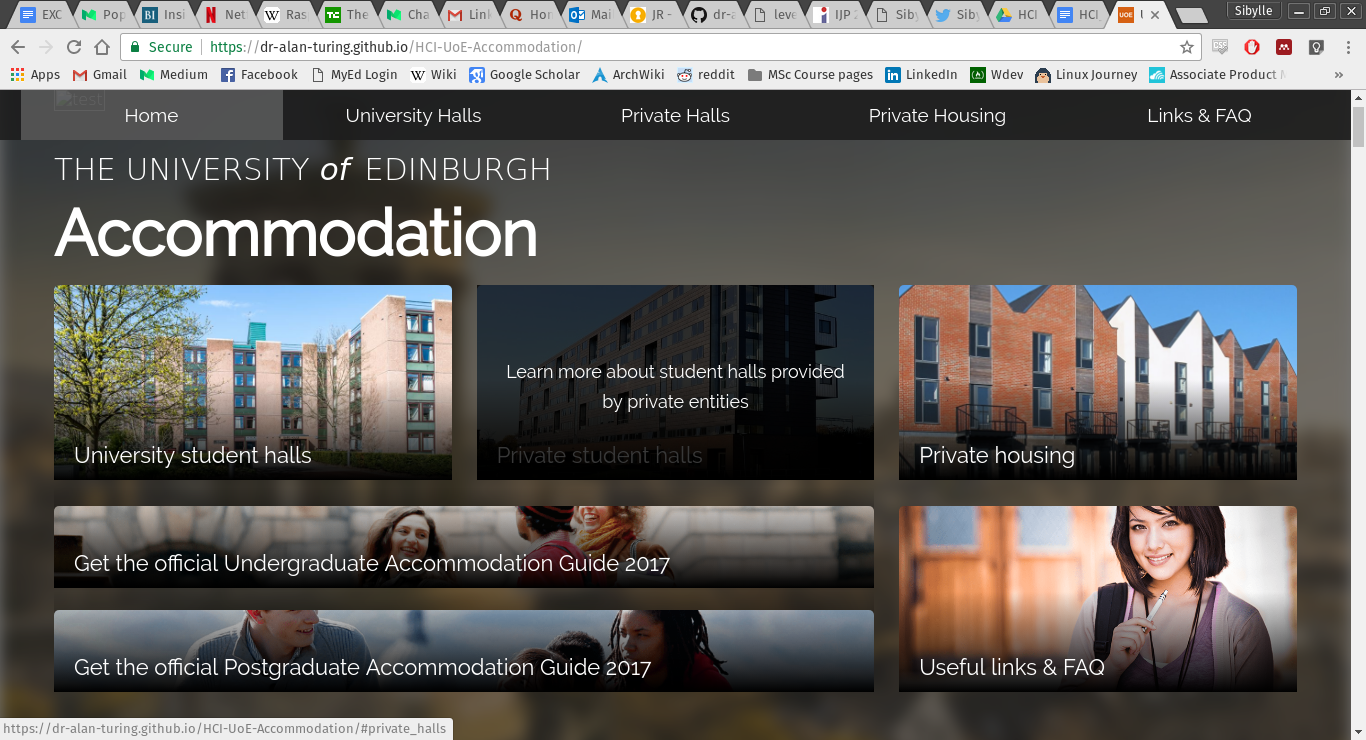 EXC
Pop
Insi
Net
Ras
The
Cha
Link
Hon
Mai
JR -
dr-a
leve
IJP 2
Siby
Siby
HCI
HCI
U
Sibylle
Secure
https://dr-alan-turing.github.io/HCI-UoE-Accommodation/
Apps Gmail Medium Facebook MyEd Login Wiki Google Scholar ArchWiki reddit MSc Course pages LinkedIn Wdev Linux Journey Associate Product M »
test
Home University Halls Private Halls Private Housing Links & FAQ
THE UNIVERSITY of EDINBURGH
Accommodation
University student halls
Learn more about student halls provided
by private entities
Private student halls
Private housing
Get the official Undergraduate Accommodation Guide 2017
Get the official Postgraduate Accommodation Guide 2017
Useful links & FAQ
https://dr-alan-turing.github.io/HCI-UoE-Accommodation/#private_halls